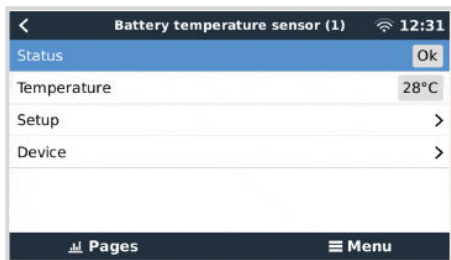 Battery temperature sensor (1) 12:31
Status Ok
Temperature 28°C
Setup
Device
Pages Menu